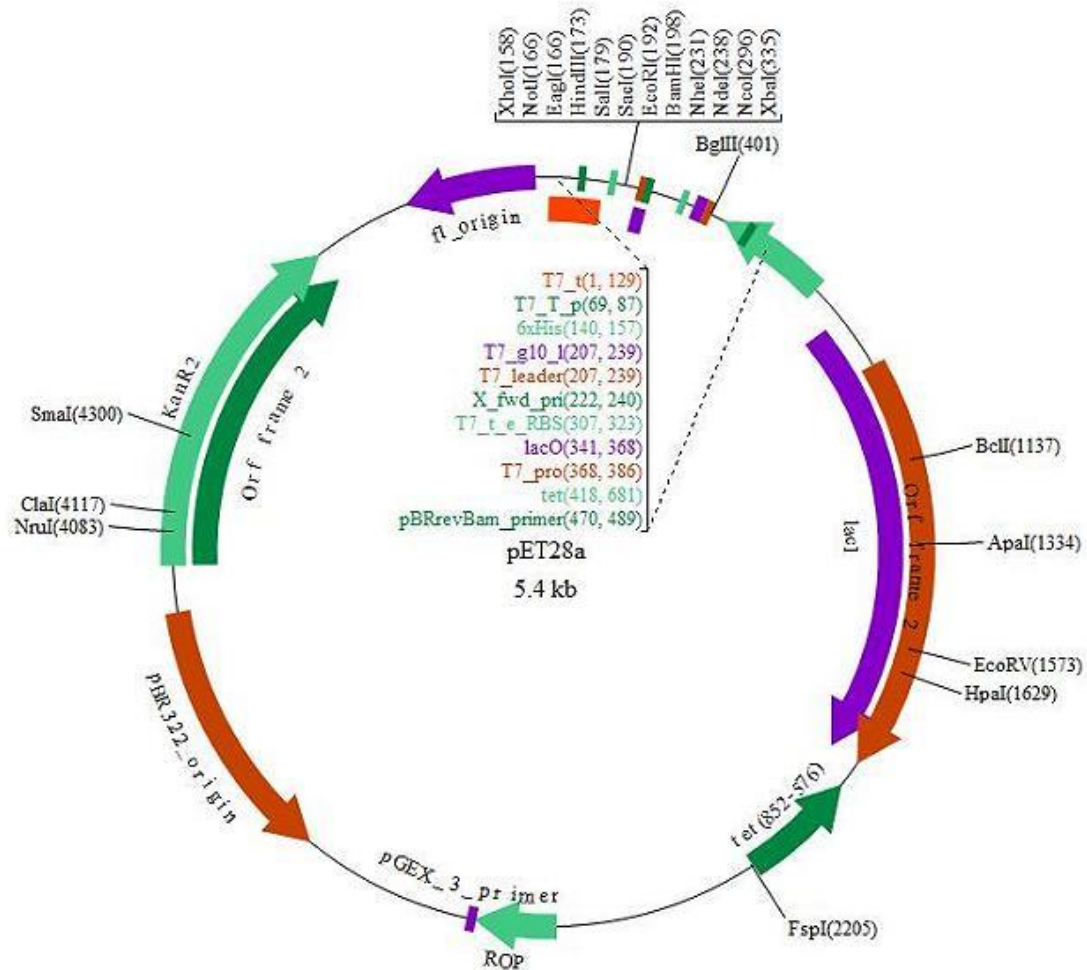 XhoI(158)
NotI(166)
EagI(166)
HindIII(173)
SalI(179)
SacI(190)
EcoRI(192)
BamHI(198)
NheI(231)
NdeI(238)
NcoI(296)
XbaI(335)
BglII(401)
f1_origin
T7_t(1, 129)
T7_T_p(69, 87)
6xHis(140, 157)
T7_g10_l(207, 239)
T7_leader(207, 239)
X_fwd_pri(222, 240)
T7_t_e_RBS(307, 323)
lacO(341, 368)
T7_pro(368, 386)
tet(418, 681)
pBRrevBam_primer(470, 489)
pET28a
5.4 kb
KanR2
Orf frame 2
SmaI(4300)
ClaI(4117)
NruI(4083)
lacI
Orf frame 2
BclI(1137)
ApaI(1334)
EcoRV(1573)
HpaI(1629)
pBR322_origin
tet(852-576)
pGEX_3_primer
FspI(2205)
ROP